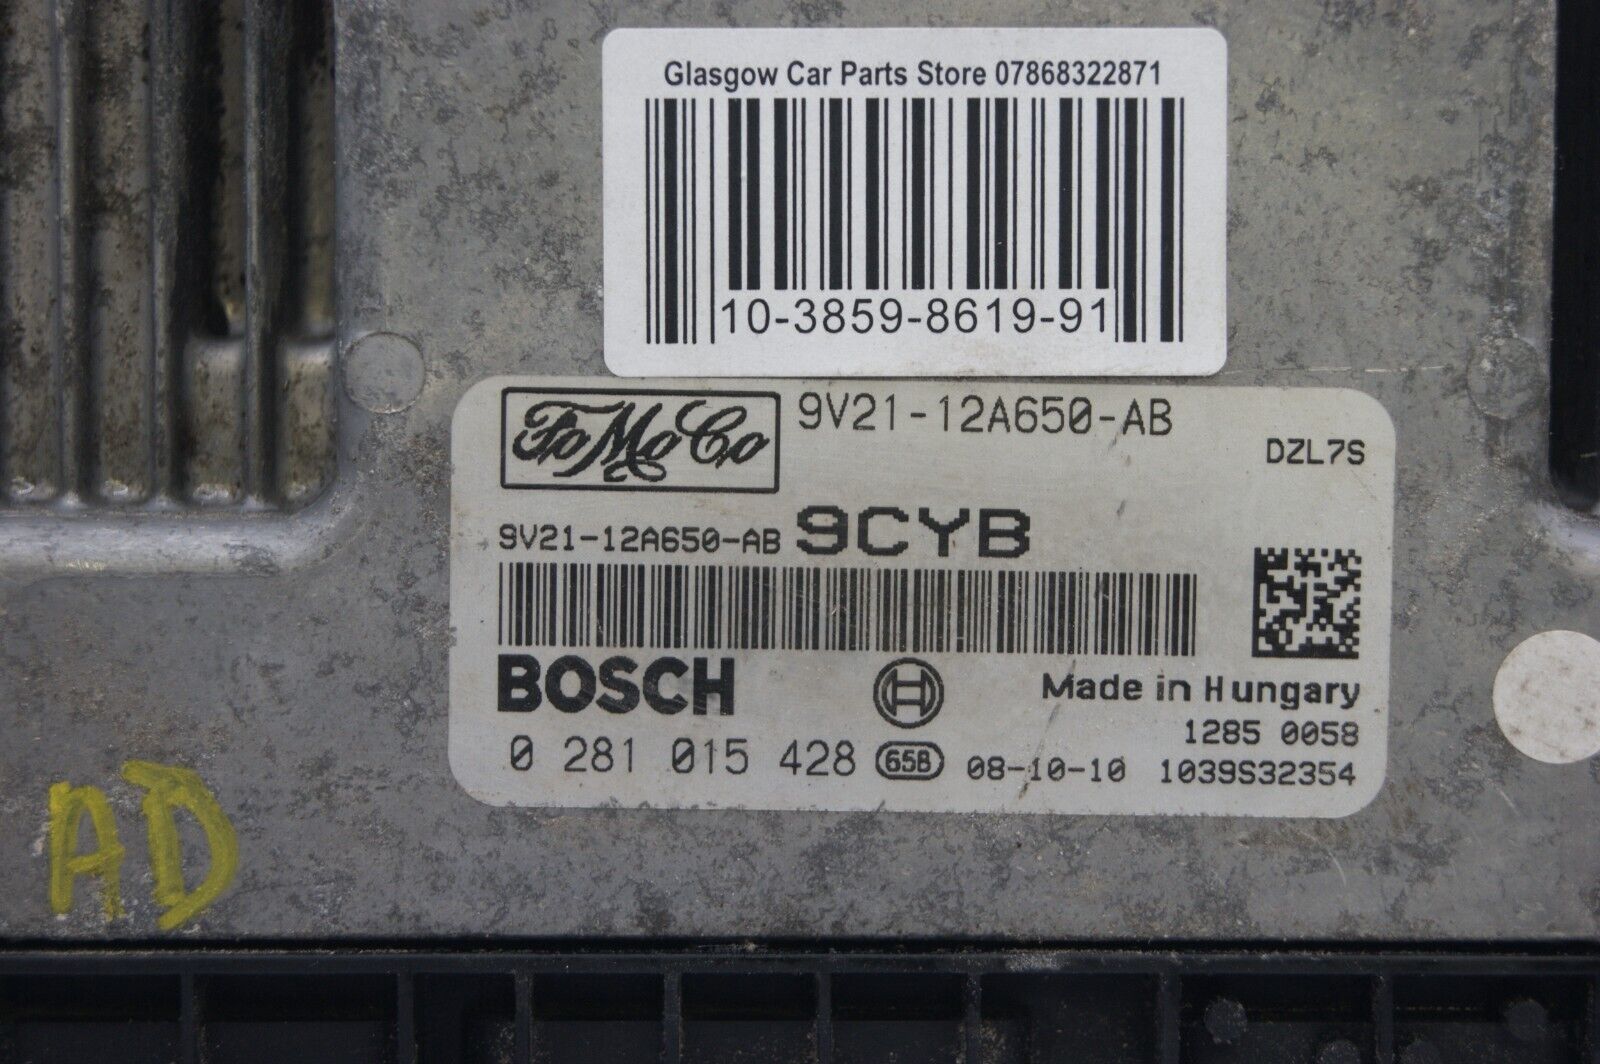 Glasgow Car Parts Store 07868322871
10-3859-8619-91
FoMoCo 9V21-12A650-AB
DZL7S
9V21-12A650-AB 9CYB
BOSCH
Made in Hungary
1285 0058
0 281 015 428 65B 08-10-10 1039S32354
AD